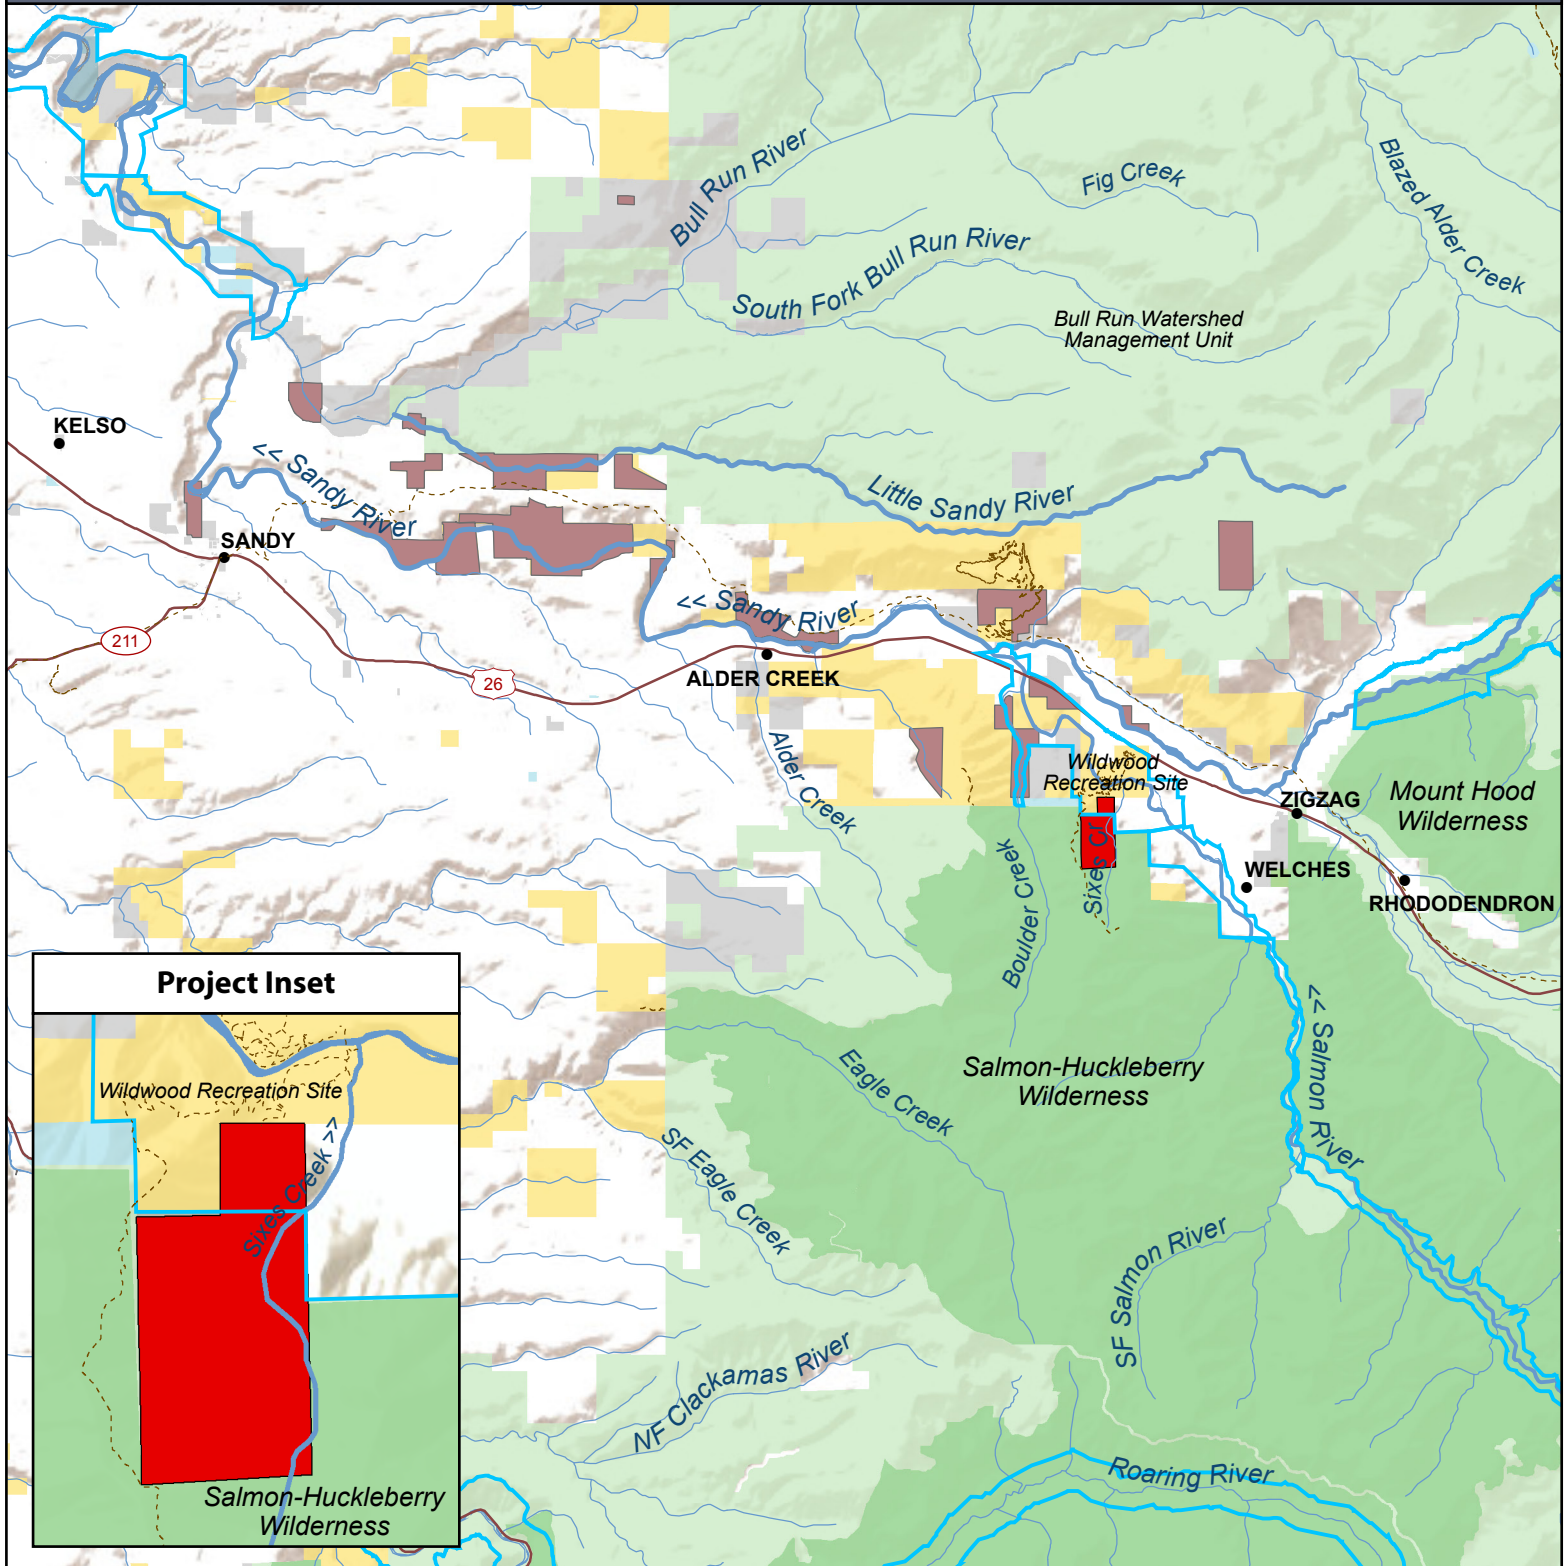 Bull Run River
Fig Creek
Blazed Alder Creek
South Fork Bull Run River
Bull Run Watershed
Management Unit
KELSO
<< Sandy River
Little Sandy River
SANDY
<< Sandy River
211
26
ALDER CREEK
Alder Creek
Wildwood
Recreation Site
ZIGZAG
Mount Hood
Wilderness
Sixes Cr
Boulder Creek
WELCHES
RHODODENDRON
<< Salmon River
Salmon-Huckleberry
Wilderness
Eagle Creek
SF Eagle Creek
SF Salmon River
NF Clackamas River
Roaring River
Project Inset
Wildwood Recreation Site
Sixes Creek >>
Salmon-Huckleberry
Wilderness